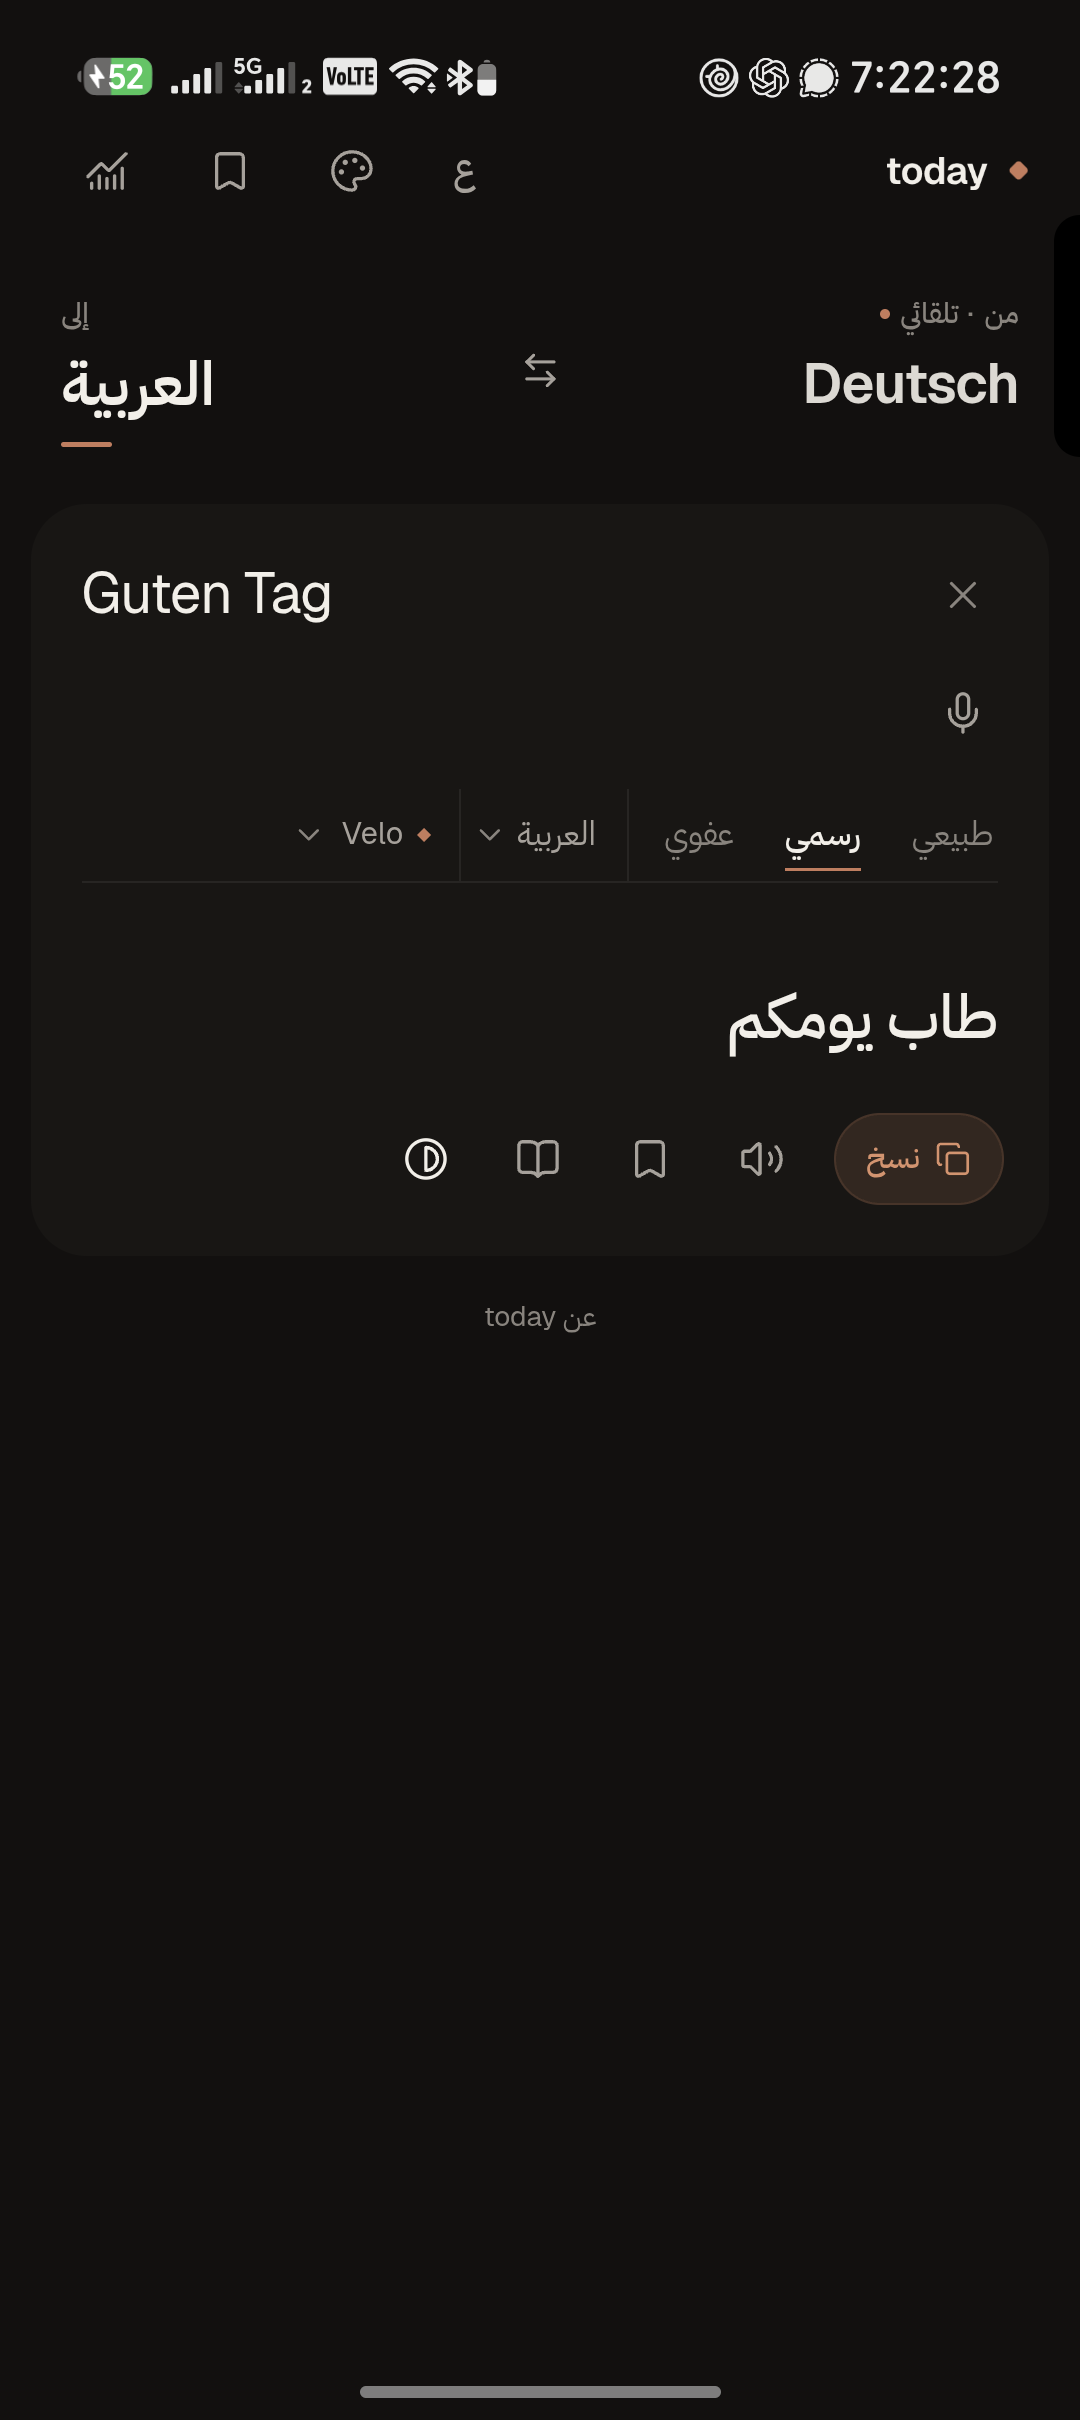 52 5G 2 VoLTE 7:22:28
today ع
من · تلقائي
إلى
Deutsch
العربية
Guten Tag
طبيعي رسمي عفوي العربية Velo
طاب يومكم
نسخ
عن today